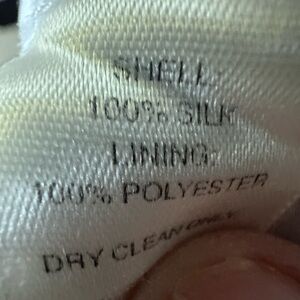 SHELL:
100% SILK
LINING:
100% POLYESTER
DRY CLEAN ONLY